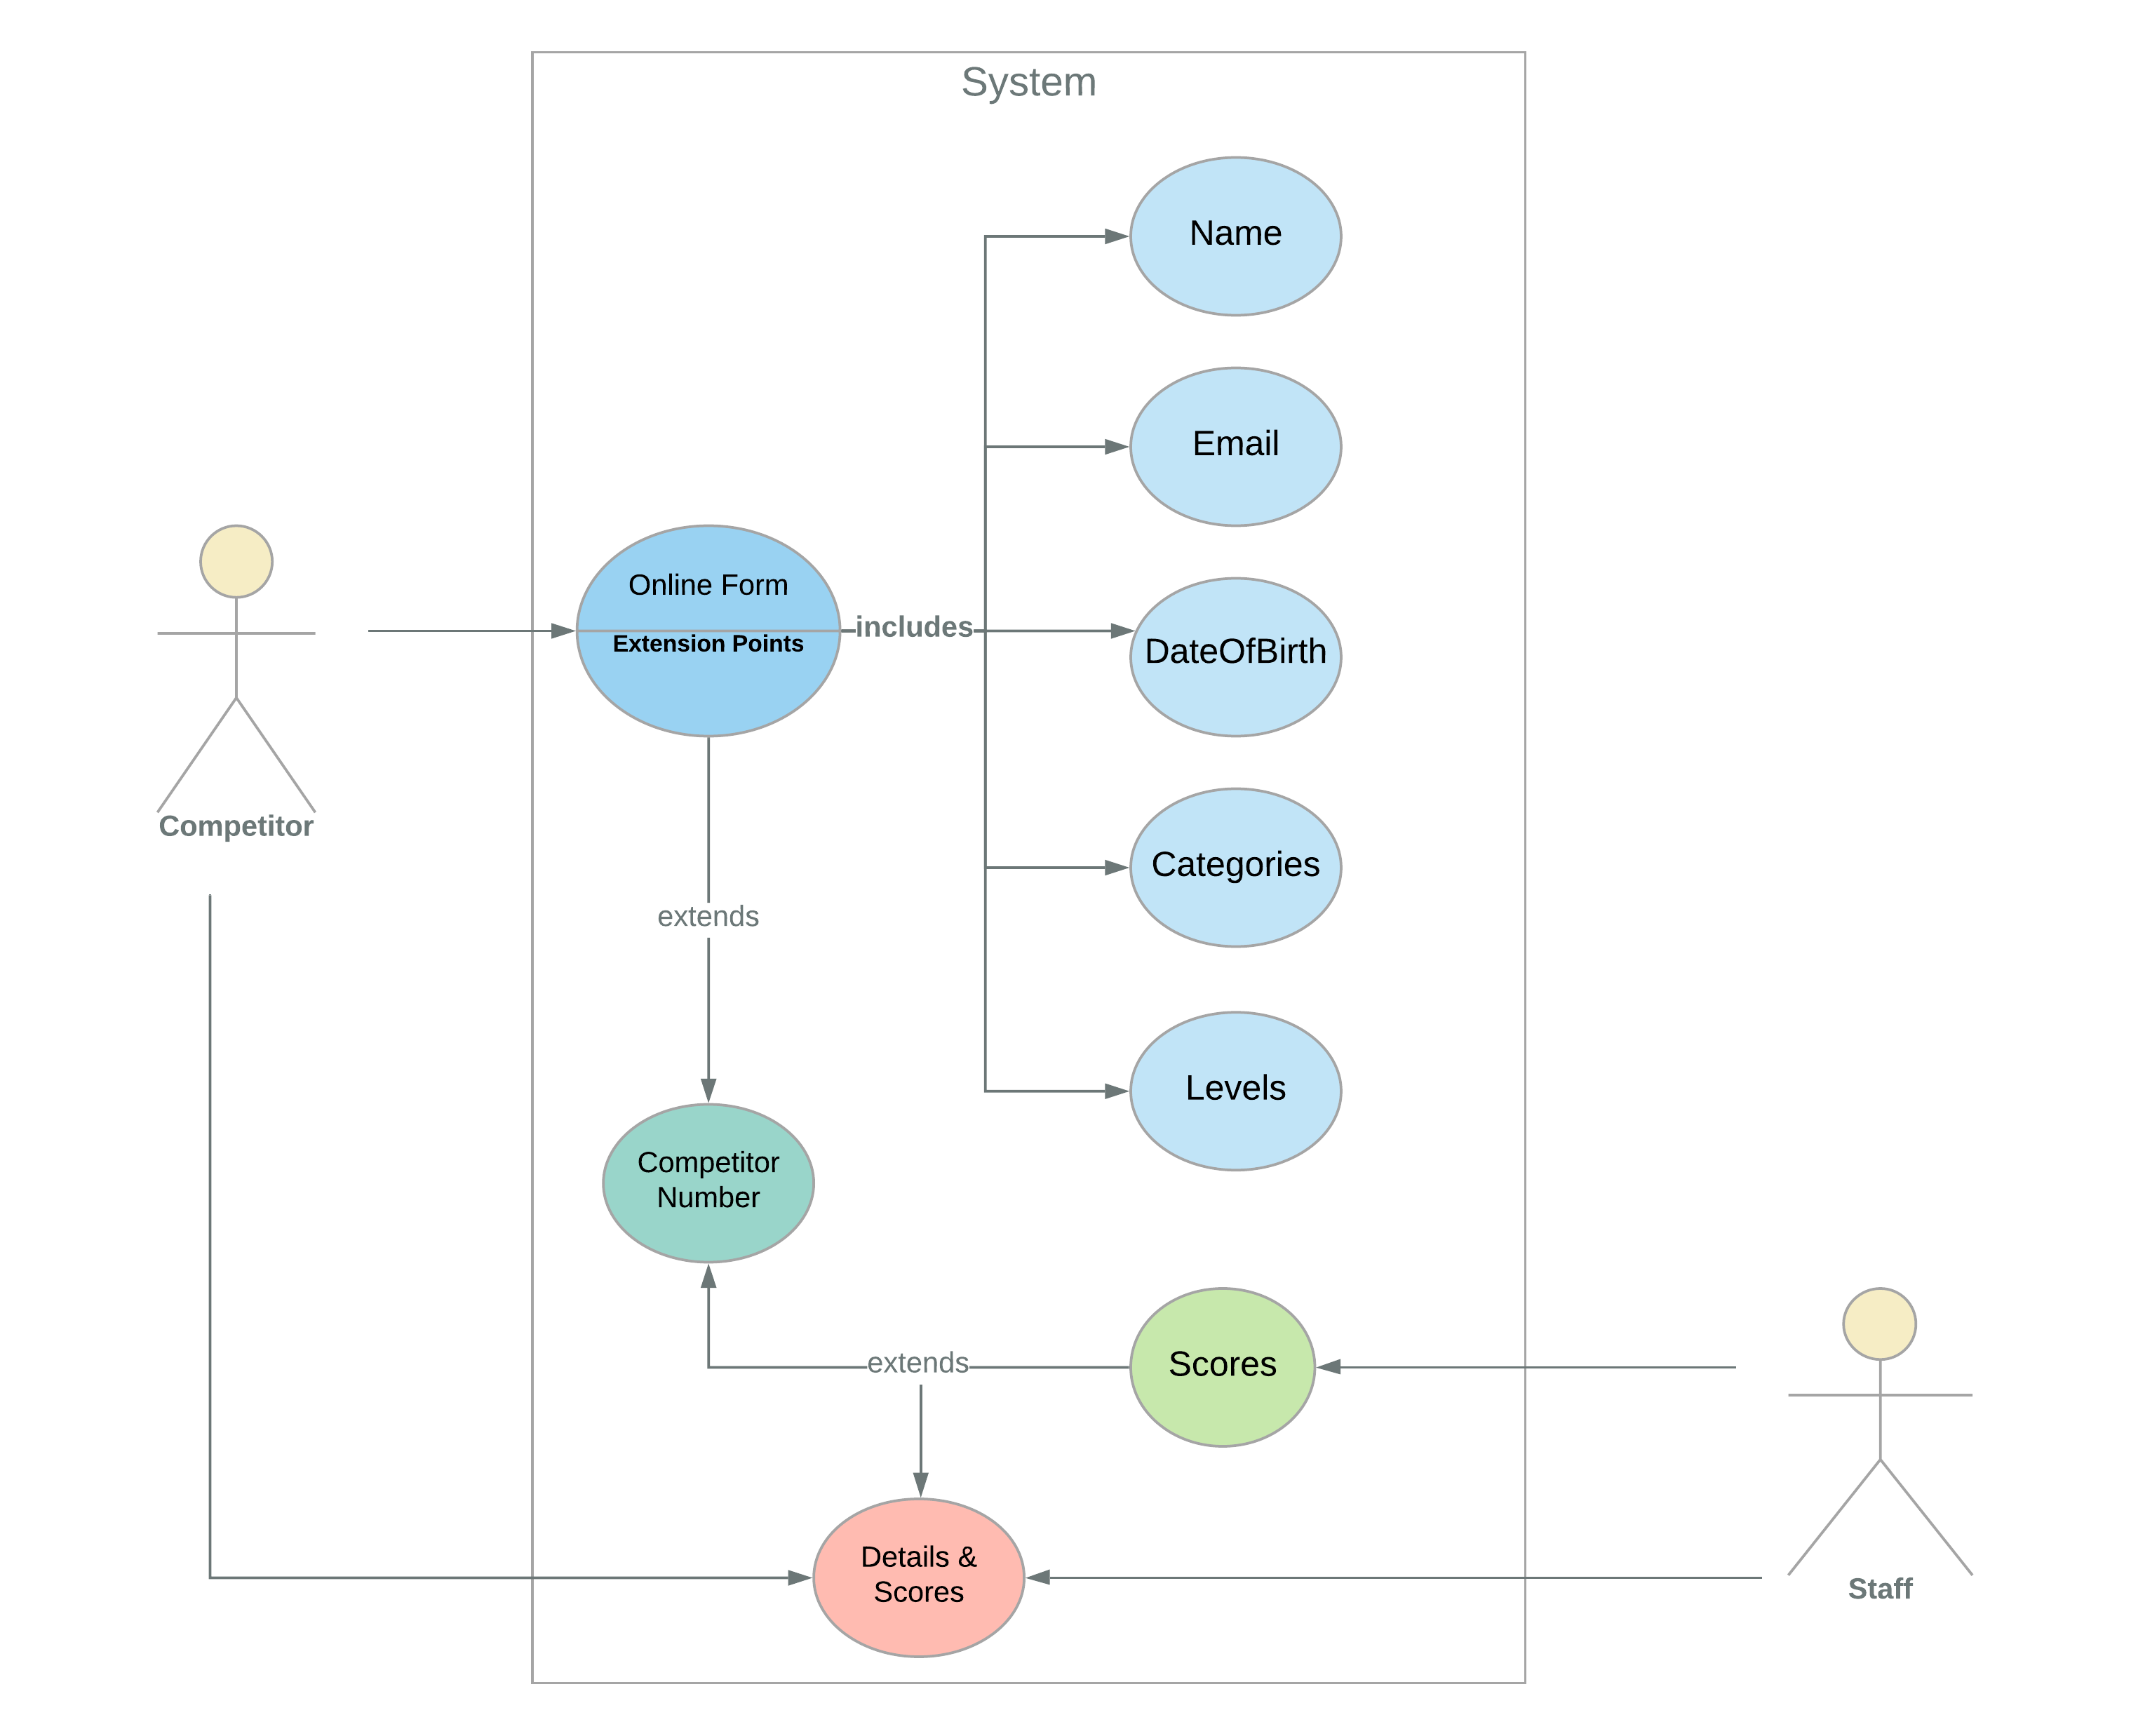 System
Name
Email
Online Form
Extension Points
includes
DateOfBirth
Competitor
Categories
extends
Levels
Competitor
Number
extends
Scores
Details &
Scores
Staff